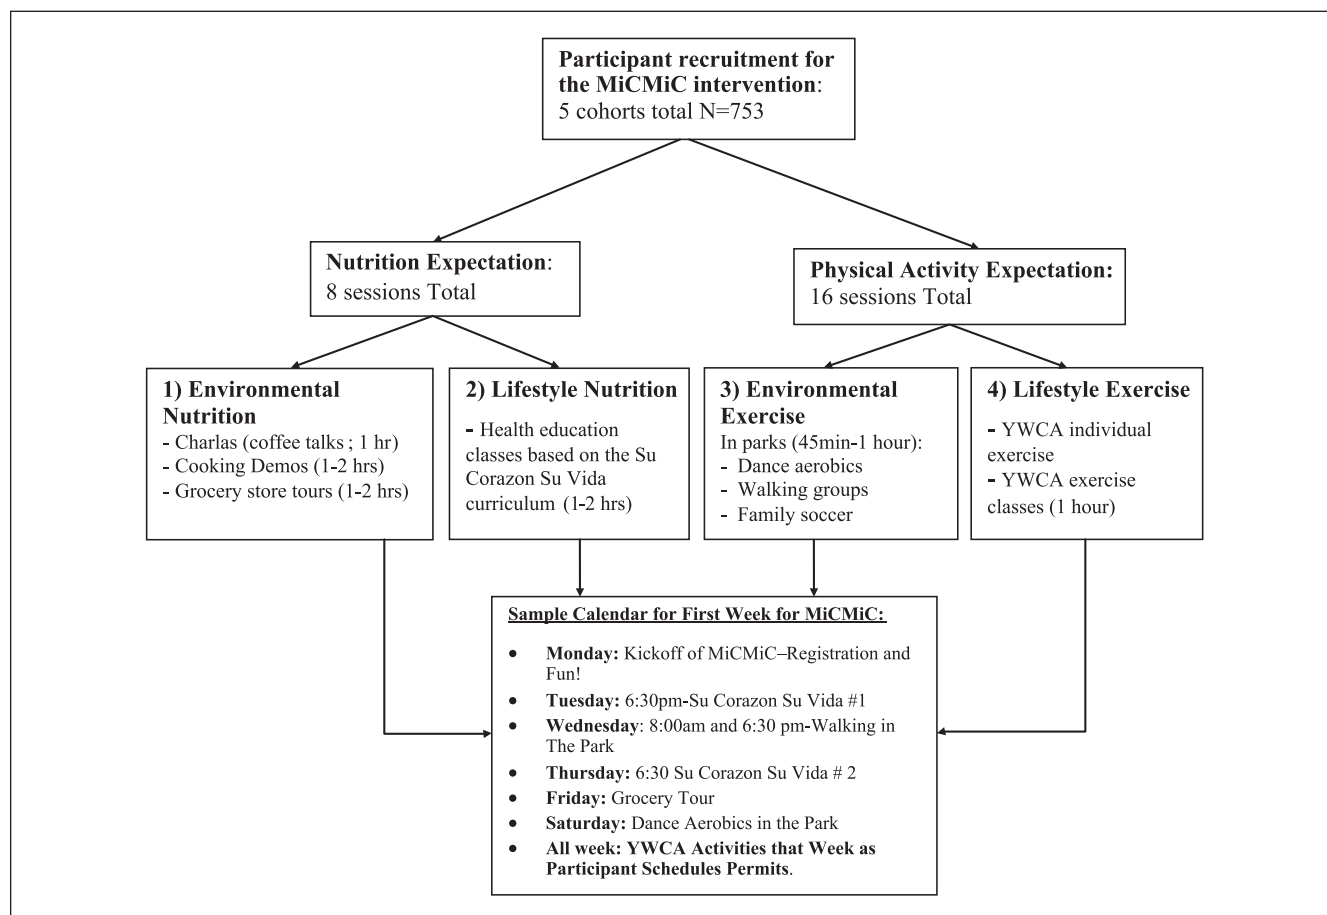 Participant recruitment for
the MiCMiC intervention:
5 cohorts total N=753
Nutrition Expectation:
8 sessions Total
Physical Activity Expectation:
16 sessions Total
1) Environmental
Nutrition
- Charlas (coffee talks ; 1 hr)
- Cooking Demos (1-2 hrs)
- Grocery store tours (1-2 hrs)
2) Lifestyle Nutrition
- Health education
classes based on the Su
Corazon Su Vida
curriculum (1-2 hrs)
3) Environmental
Exercise
In parks (45min-1 hour):
- Dance aerobics
- Walking groups
- Family soccer
4) Lifestyle Exercise
- YWCA individual
exercise
- YWCA exercise
classes (1 hour)
Sample Calendar for First Week for MiCMiC:
• Monday: Kickoff of MiCMiC–Registration and
Fun!
• Tuesday: 6:30pm-Su Corazon Su Vida #1
• Wednesday: 8:00am and 6:30 pm-Walking in
The Park
• Thursday: 6:30 Su Corazon Su Vida # 2
• Friday: Grocery Tour
• Saturday: Dance Aerobics in the Park
• All week: YWCA Activities that Week as
Participant Schedules Permits.